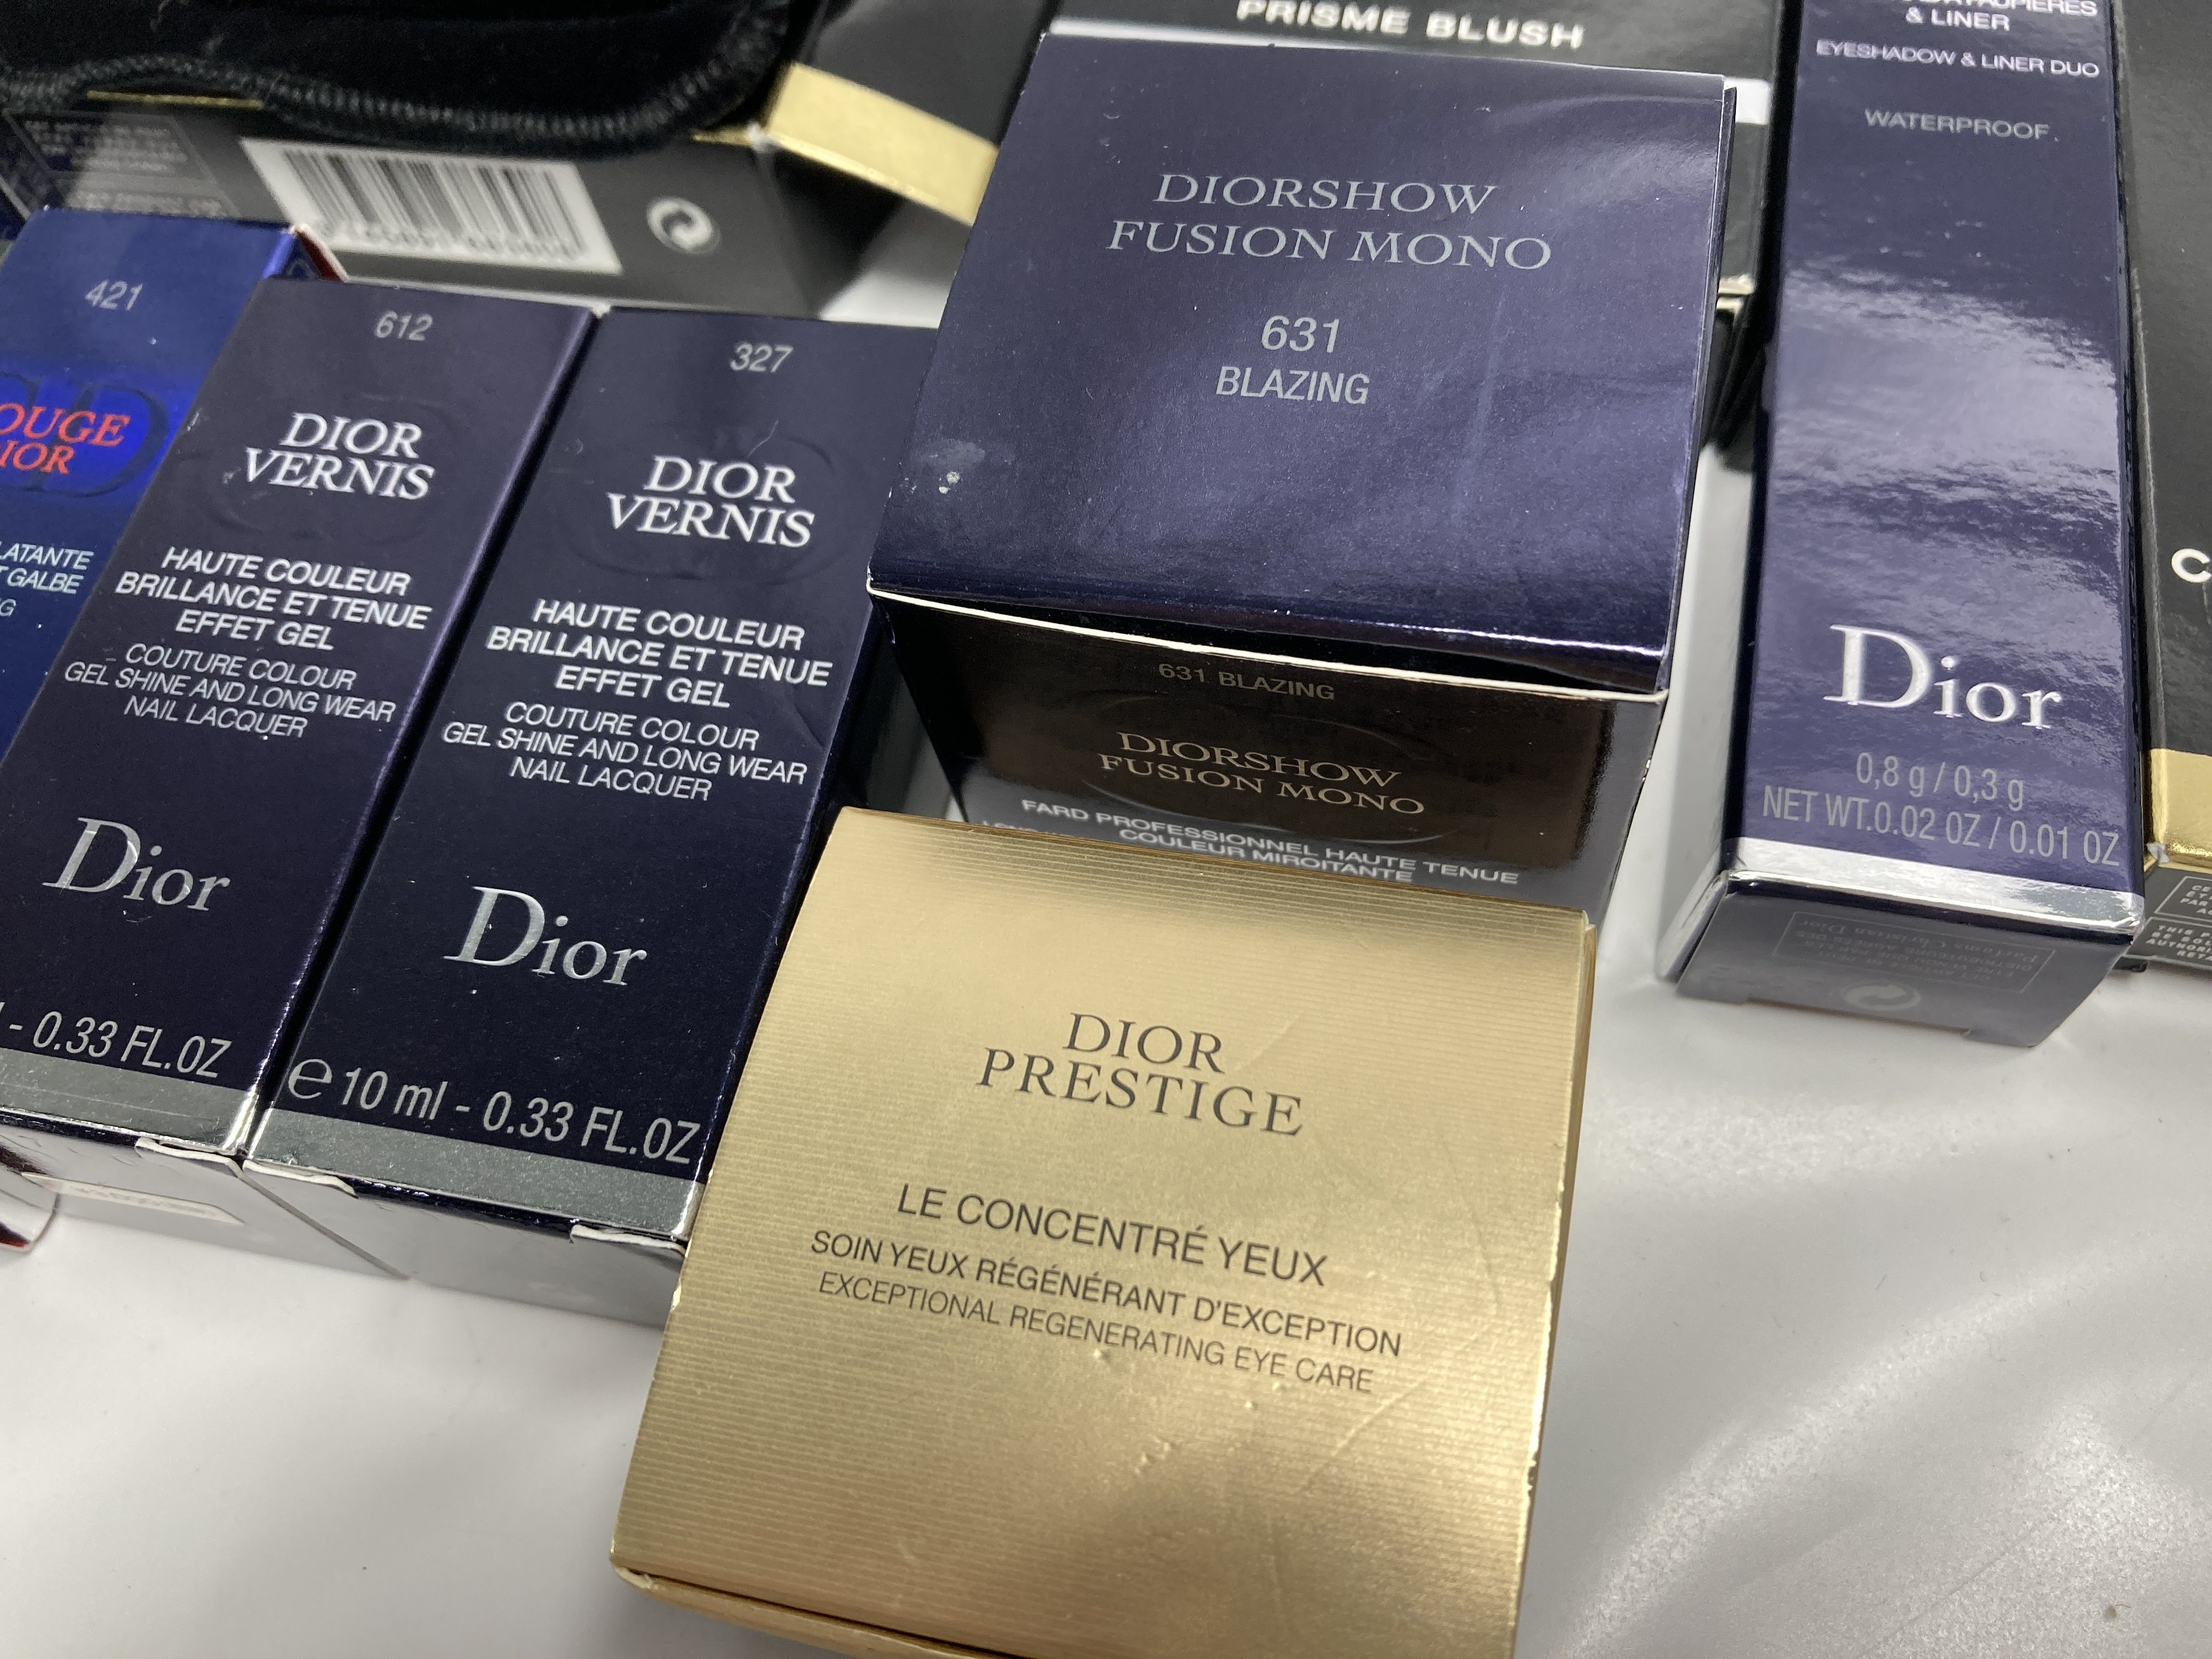 PRISME BLUSH
& LINER
EYESHADOW & LINER DUO
WATERPROOF
Dior
0,8 g / 0,3 g
NET WT.0.02 OZ / 0.01 OZ
DIORSHOW
FUSION MONO
631
BLAZING
631 BLAZING
DIORSHOW
FUSION MONO
FARD PROFESSIONNEL HAUTE TENUE
COULEUR MIROITANTE
421
612
DIOR
VERNIS
HAUTE COULEUR
BRILLANCE ET TENUE
EFFET GEL
COUTURE COLOUR
GEL SHINE AND LONG WEAR
NAIL LACQUER
Dior
- 0.33 FL.OZ
327
DIOR
VERNIS
HAUTE COULEUR
BRILLANCE ET TENUE
EFFET GEL
COUTURE COLOUR
GEL SHINE AND LONG WEAR
NAIL LACQUER
Dior
e 10 ml - 0.33 FL.OZ
DIOR
PRESTIGE
LE CONCENTRÉ YEUX
SOIN YEUX RÉGÉNÉRANT D'EXCEPTION
EXCEPTIONAL REGENERATING EYE CARE